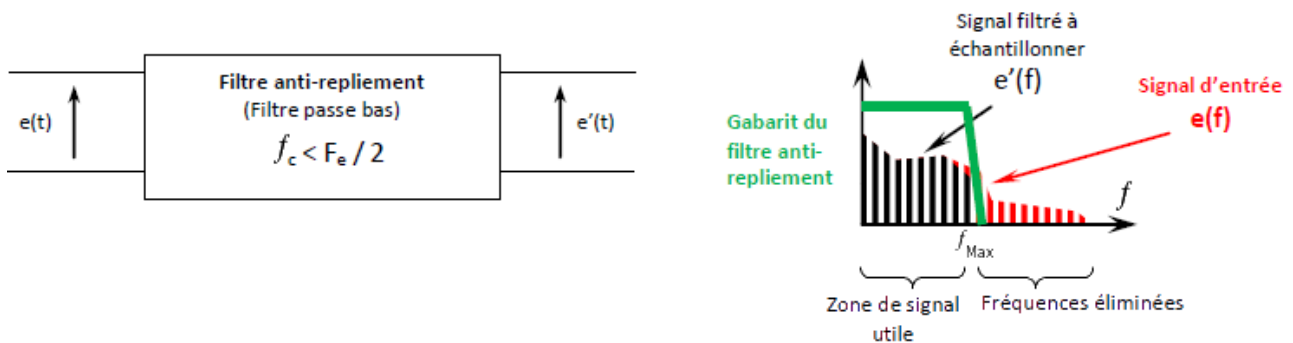 Filtre anti-repliement
(Filtre passe bas)
fc < Fe / 2
e(t)
e'(t)
Signal filtré à
échantillonner
e'(f)
Signal d'entrée
e(f)
Gabarit du
filtre anti-
repliement
f
fMax
Zone de signal
utile
Fréquences éliminées